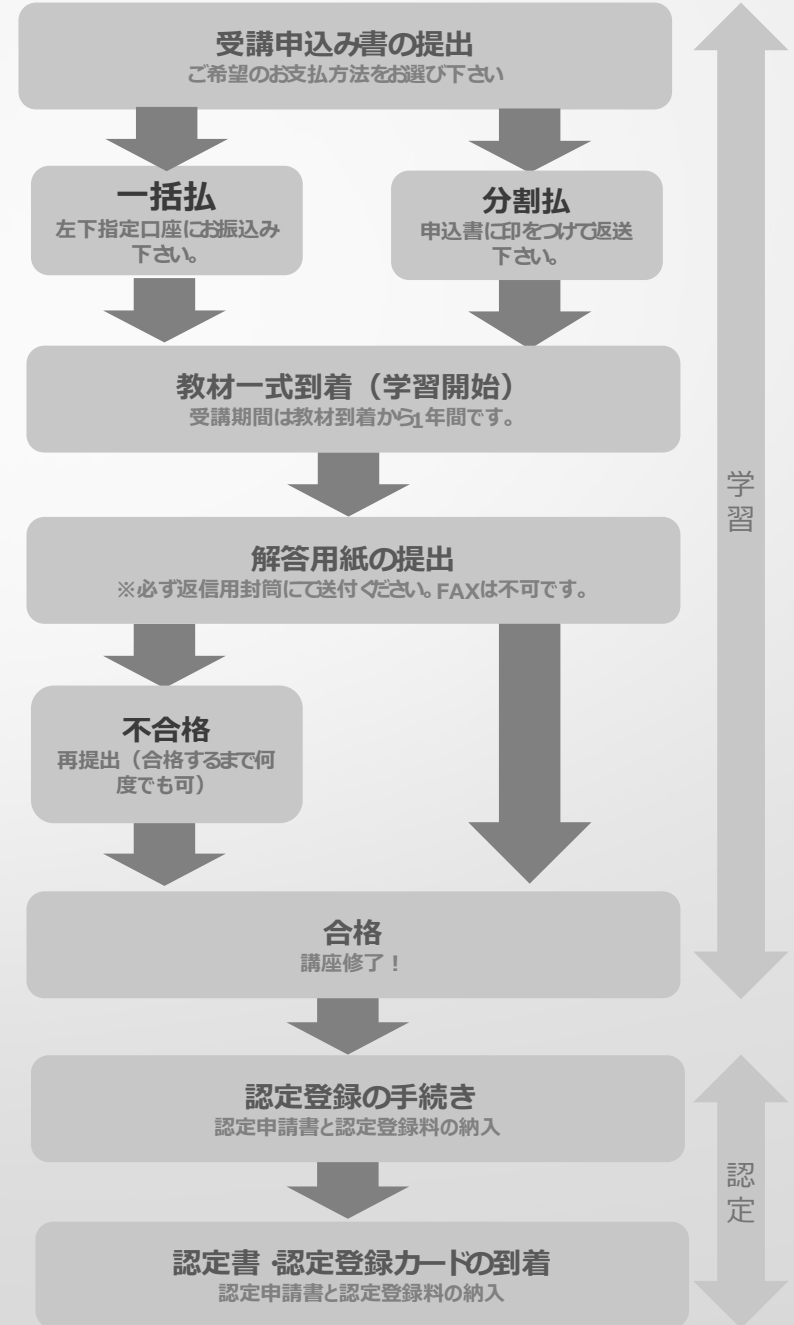 受講申込み書の提出
ご希望のお支払方法をお選び下さい
一括払
左下指定口座にお振込み
下さい。
分割払
申込書に印をつけて返送
下さい。
教材一式到着（学習開始）
受講期間は教材到着から1年間です。
解答用紙の提出
※必ず返信用封筒にて送付ください。FAXは不可です。
不合格
再提出（合格するまで何
度でも可）
合格
講座修了！
学習
認定登録の手続き
認定申請書と認定登録料の納入
認定書・認定登録カードの到着
認定申請書と認定登録料の納入
認定